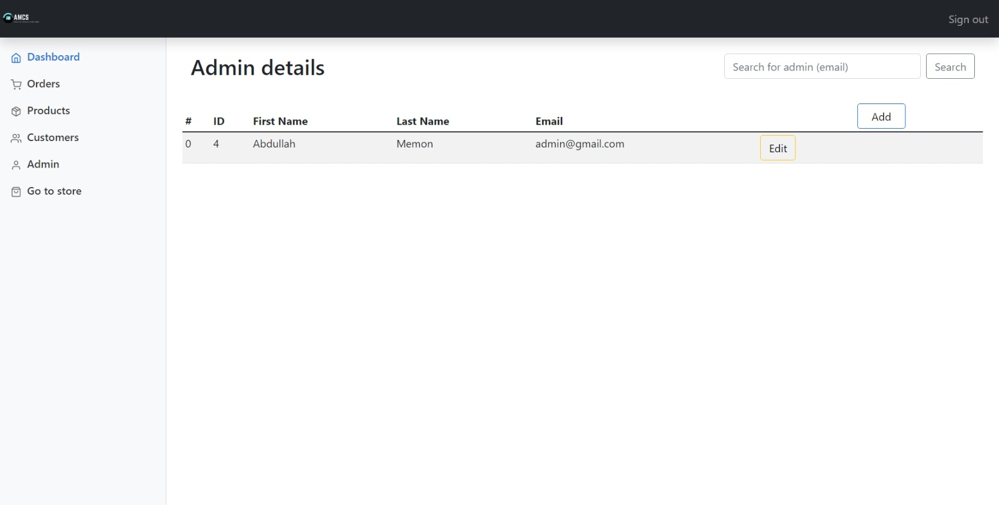 AMCS
Sign out
Dashboard
Orders
Products
Customers
Admin
Go to store
Admin details
Search for admin (email)
Search
# ID First Name Last Name Email Add
0 4 Abdullah Memon admin@gmail.com Edit